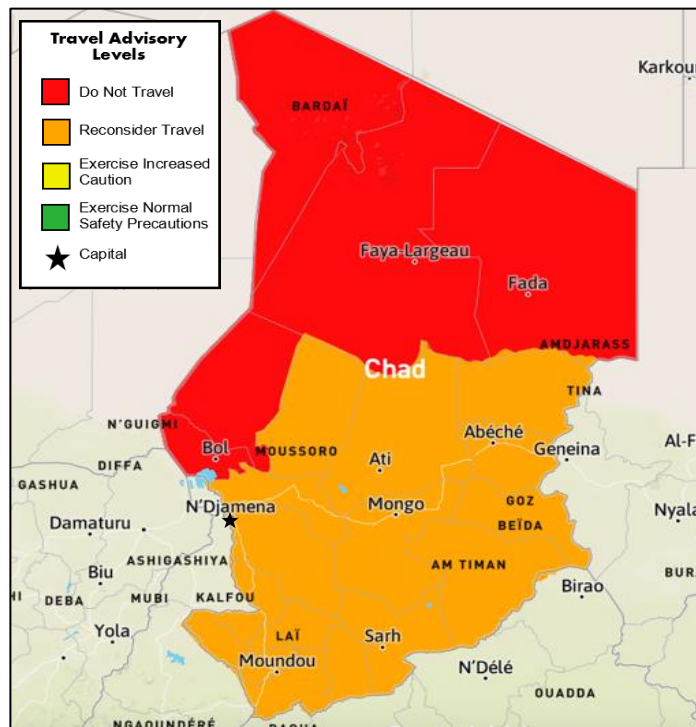 Travel Advisory
Levels
Do Not Travel
Reconsider Travel
Exercise Increased
Caution
Exercise Normal
Safety Precautions
Capital
Karkour
BARDAÏ
Faya-Largeau
Fada
AMDJARASS
Chad
TINA
N'GUIGMI
Bol
MOUSSORO
Abéché
Geneina
Al-F
DIFFA
Ati
GASHUA
N'Djamena
Mongo
GOZ
BEÏDA
Nyala
Damaturu
ASHIGASHIYA
AM TIMAN
Biu
BUR
Birao
HI
DEBA
MUBI
KALFOU
Yola
LAÏ
Sarh
Moundou
N'Délé
OUADDA
NGAOUNDÉRÉ